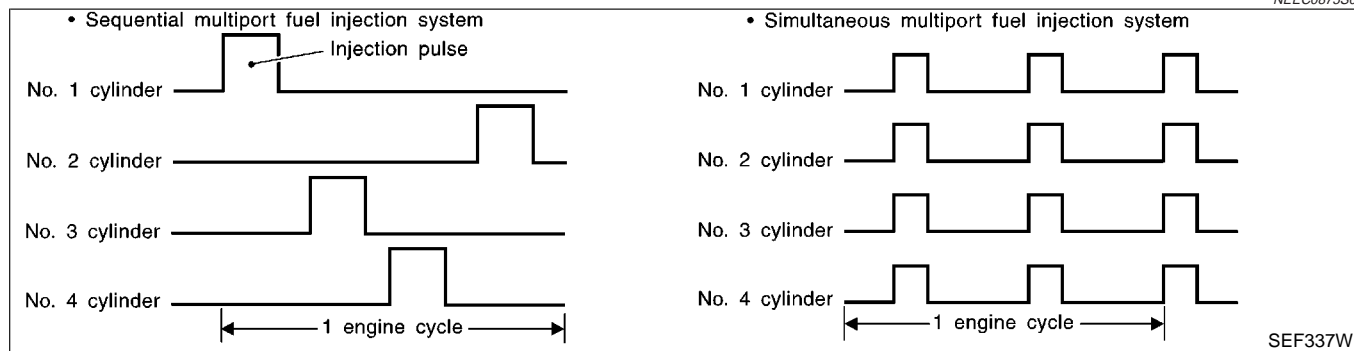 • Sequential multiport fuel injection system
Injection pulse
No. 1 cylinder
No. 2 cylinder
No. 3 cylinder
No. 4 cylinder
1 engine cycle
• Simultaneous multiport fuel injection system
No. 1 cylinder
No. 2 cylinder
No. 3 cylinder
No. 4 cylinder
1 engine cycle
SEF337W